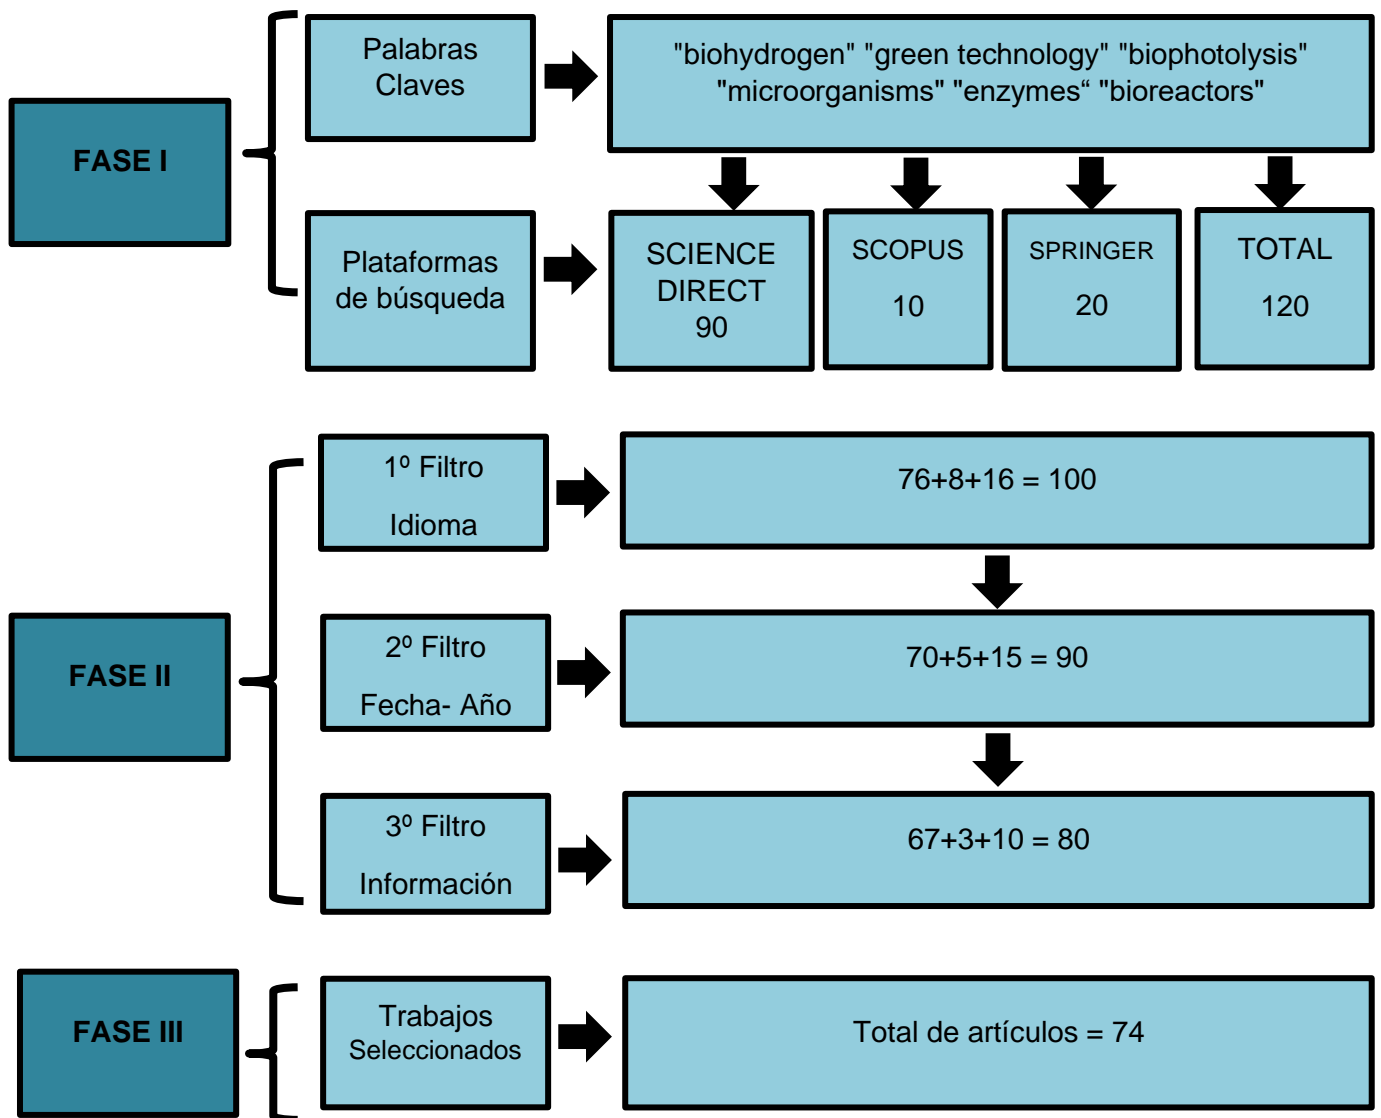 FASE I
Palabras
Claves
"biohydrogen" "green technology" "biophotolysis"
"microorganisms" "enzymes“ "bioreactors"
Plataformas
de búsqueda
SCIENCE
DIRECT
90
SCOPUS
10
SPRINGER
20
TOTAL
120
FASE II
1º Filtro
Idioma
76+8+16 = 100
2º Filtro
Fecha- Año
70+5+15 = 90
3º Filtro
Información
67+3+10 = 80
FASE III
Trabajos
Seleccionados
Total de artículos = 74